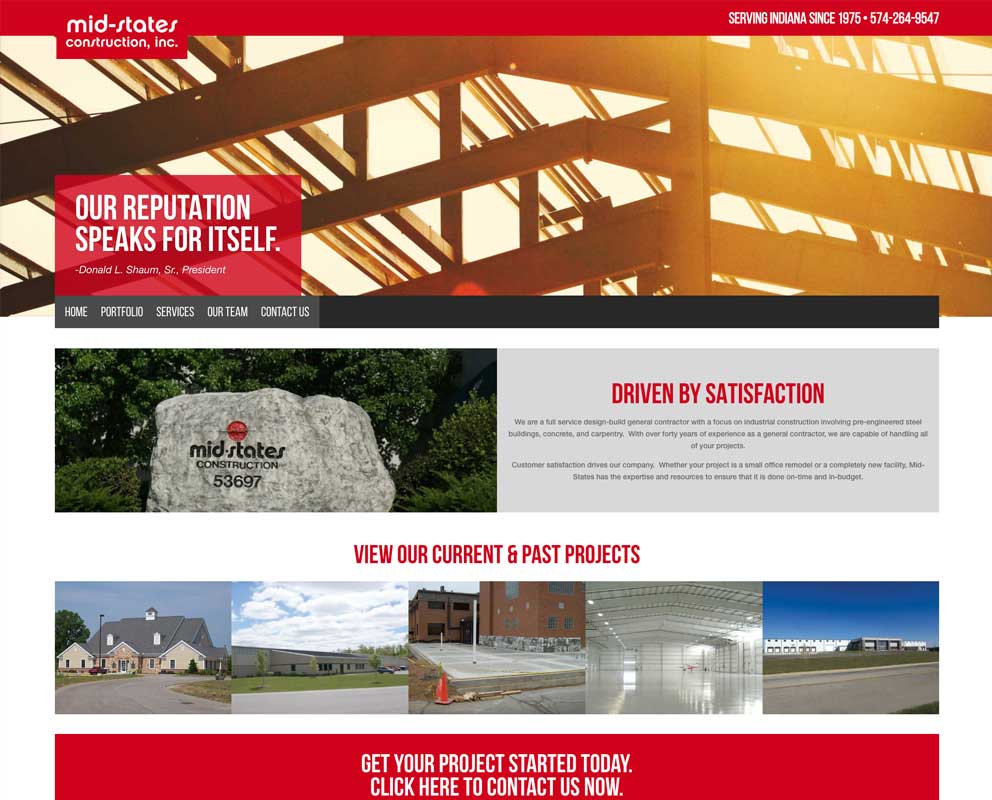 mid-states
construction, inc.
SERVING INDIANA SINCE 1975 • 574-264-9547
OUR REPUTATION
SPEAKS FOR ITSELF.
-Donald L. Shaum, Sr., President
HOME PORTFOLIO SERVICES OUR TEAM CONTACT US
mid-states
CONSTRUCTION
53697
DRIVEN BY SATISFACTION
We are a full service design-build general contractor with a focus on industrial construction involving pre-engineered steel
buildings, concrete, and carpentry. With over forty years of experience as a general contractor, we are capable of handling all
of your projects.
Customer satisfaction drives our company. Whether your project is a small office remodel or a completely new facility, Mid-
States has the expertise and resources to ensure that it is done on-time and in-budget.
VIEW OUR CURRENT & PAST PROJECTS
GET YOUR PROJECT STARTED TODAY.
CLICK HERE TO CONTACT US NOW.